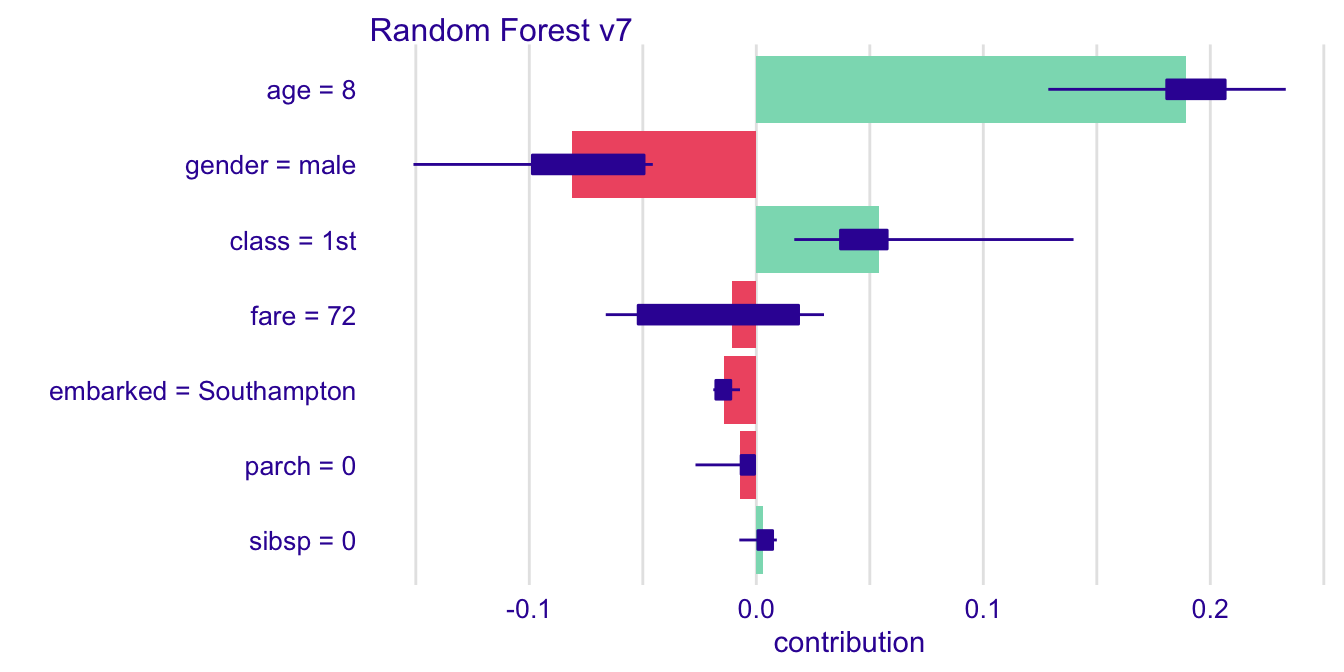 Random Forest v7
age = 8
gender = male
class = 1st
fare = 72
embarked = Southampton
parch = 0
sibsp = 0
-0.1 0.0 0.1 0.2
contribution